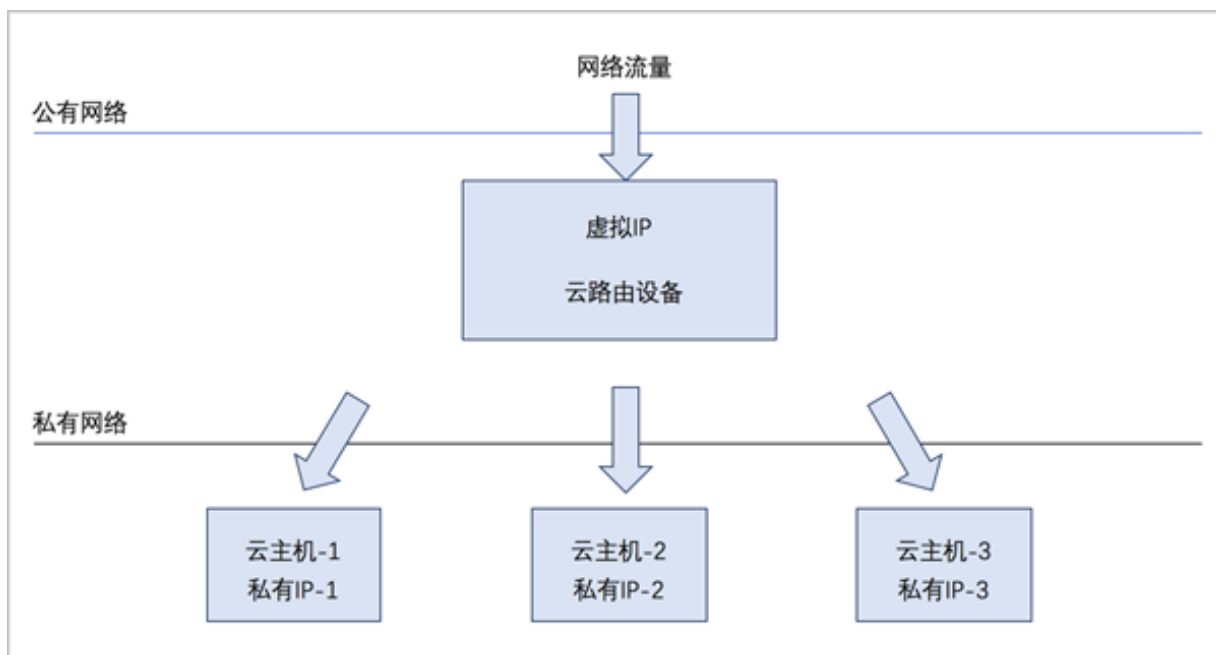 网络流量
公有网络
虚拟IP
云路由设备
私有网络
云主机-1
私有IP-1
云主机-2
私有IP-2
云主机-3
私有IP-3